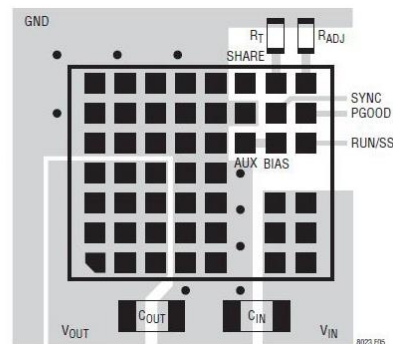 GND
RT
RADJ
SHARE
SYNC
PGOOD
RUN/SS
AUX BIAS
COUT
CIN
VOUT
VIN
8023 F05